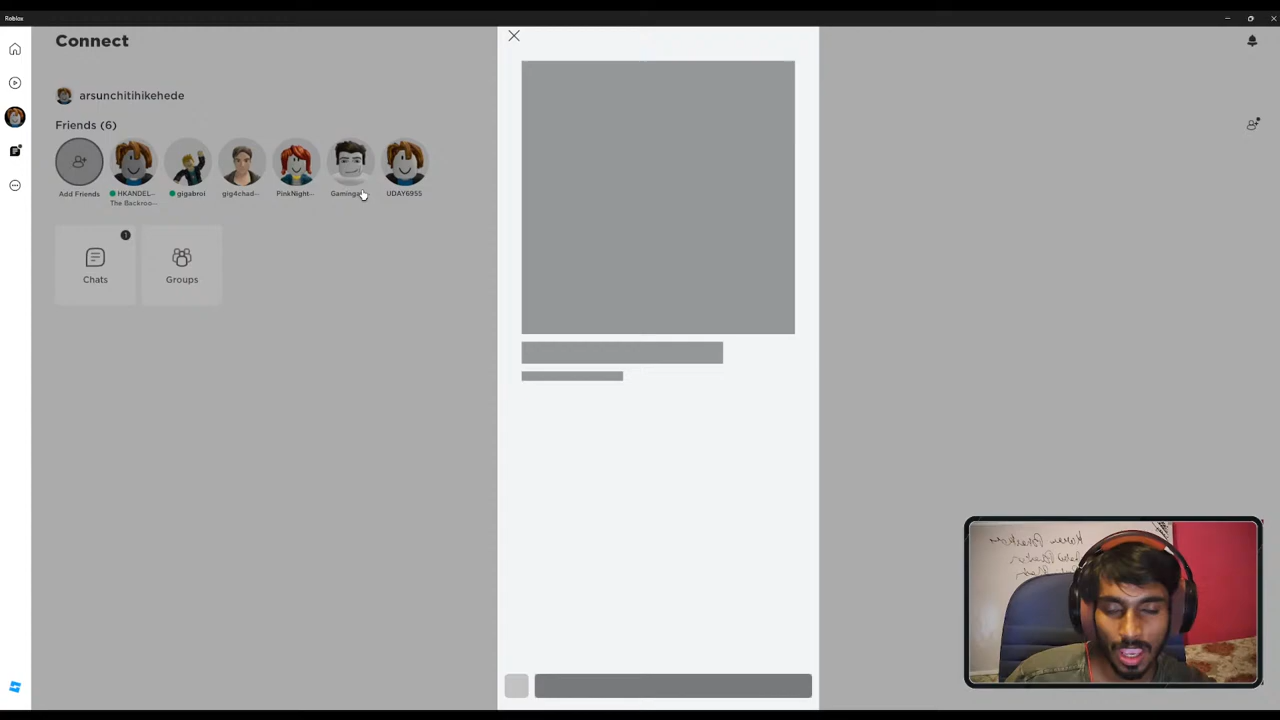 Roblox
Connect
arsunchitihikehede
Friends (6)
Add Friends
HKANDEL--
The Backroo--
gigabroi
gig4chad--
PinkNight--
UDAY6955
1
Chats
Groups